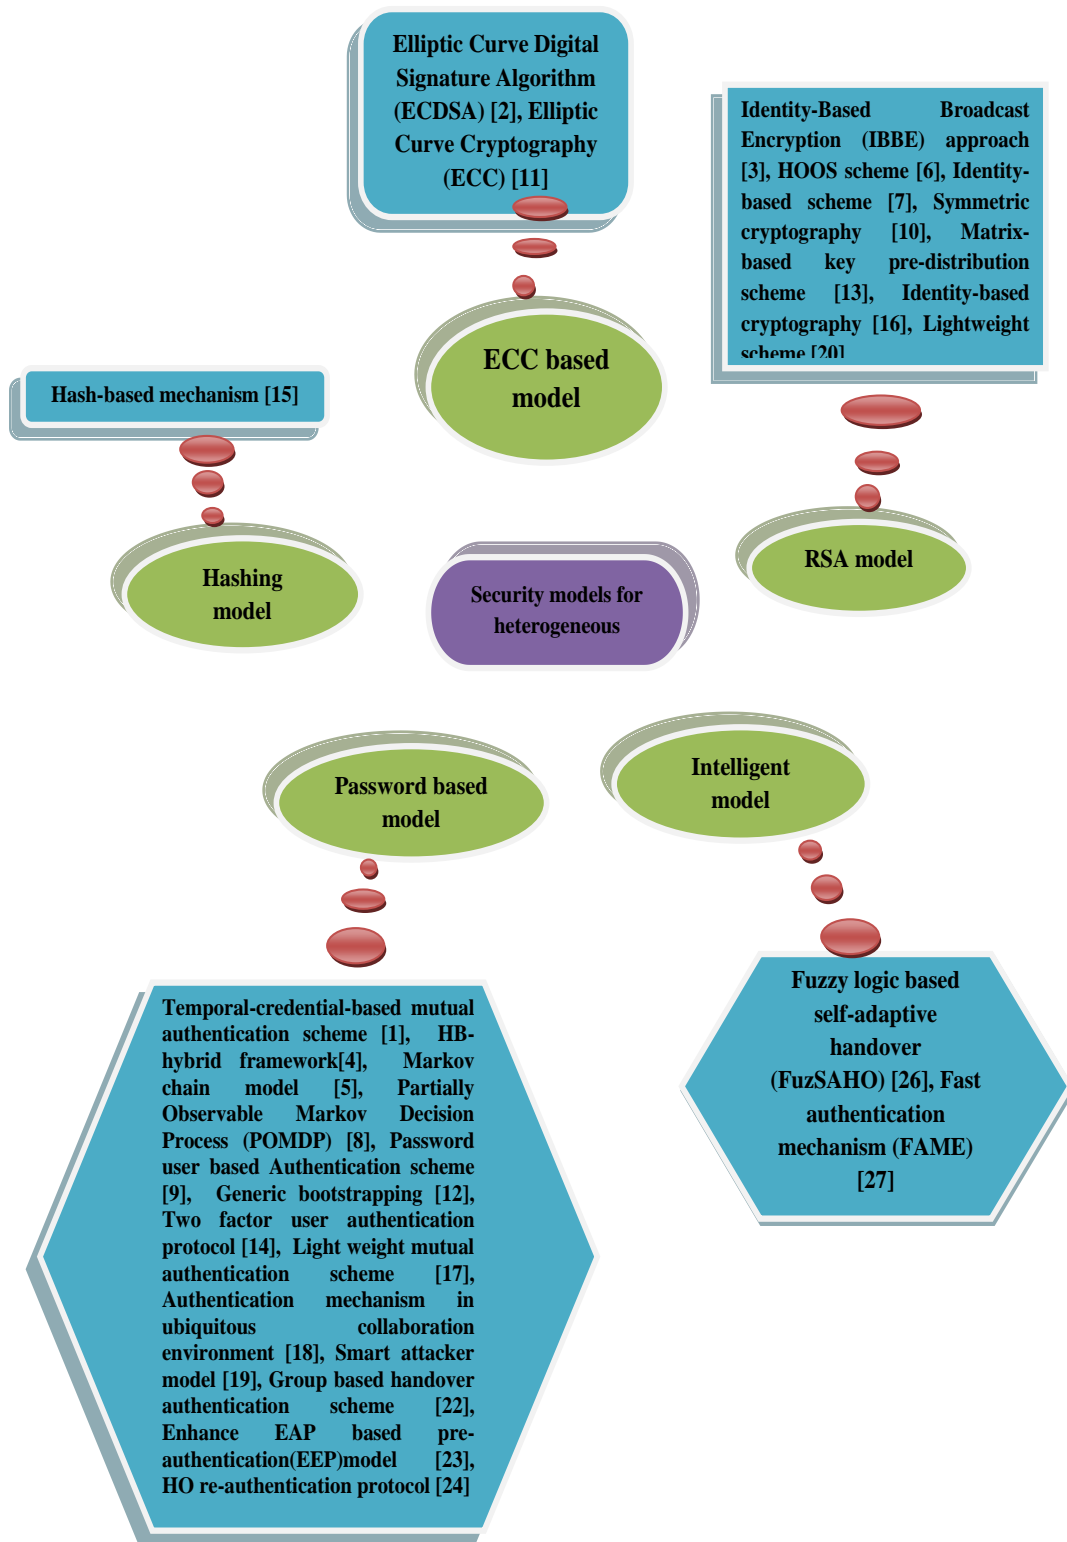 Elliptic Curve Digital
Signature Algorithm
(ECDSA) [2], Elliptic
Curve Cryptography
(ECC) [11]
Identity-Based Broadcast
Encryption (IBBE) approach
[3], HOOS scheme [6], Identity-
based scheme [7], Symmetric
cryptography [10], Matrix-
based key pre-distribution
scheme [13], Identity-based
cryptography [16], Lightweight
scheme [20]
ECC based
model
Hash-based mechanism [15]
Hashing
model
RSA model
Security models for
heterogeneous
Password based
model
Intelligent
model
Temporal-credential-based mutual
authentication scheme [1], HB-
hybrid framework[4], Markov
chain model [5], Partially
Observable Markov Decision
Process (POMDP) [8], Password
user based Authentication scheme
[9], Generic bootstrapping [12],
Two factor user authentication
protocol [14], Light weight mutual
authentication scheme [17],
Authentication mechanism in
ubiquitous collaboration
environment [18], Smart attacker
model [19], Group based handover
authentication scheme [22],
Enhance EAP based pre-
authentication(EEP)model [23],
HO re-authentication protocol [24]
Fuzzy logic based
self-adaptive
handover
(FuzSAHO) [26], Fast
authentication
mechanism (FAME)
[27]